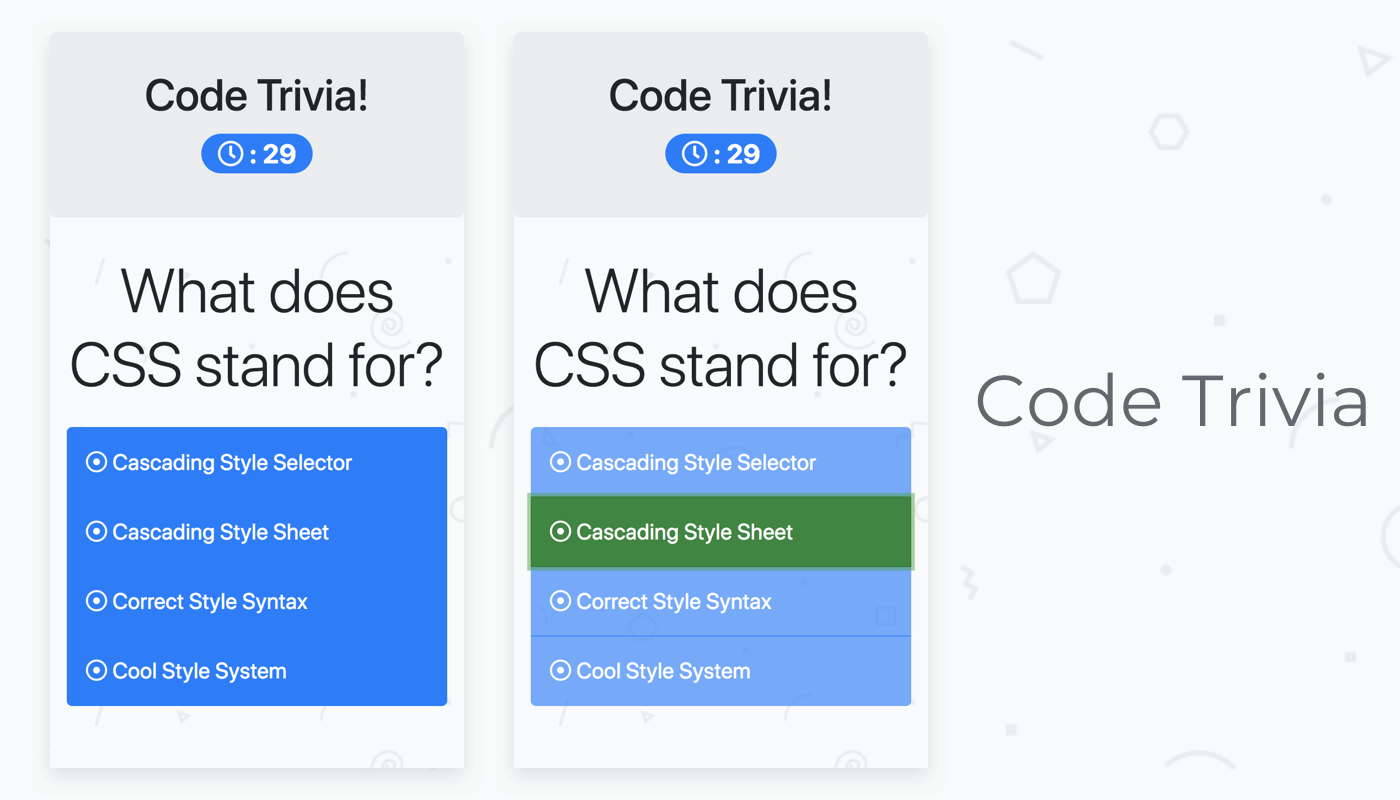 Code Trivia!
: 29
What does
CSS stand for?
Cascading Style Selector
Cascading Style Sheet
Correct Style Syntax
Cool Style System
Code Trivia!
: 29
What does
CSS stand for?
Cascading Style Selector
Cascading Style Sheet
Correct Style Syntax
Cool Style System
Code Trivia